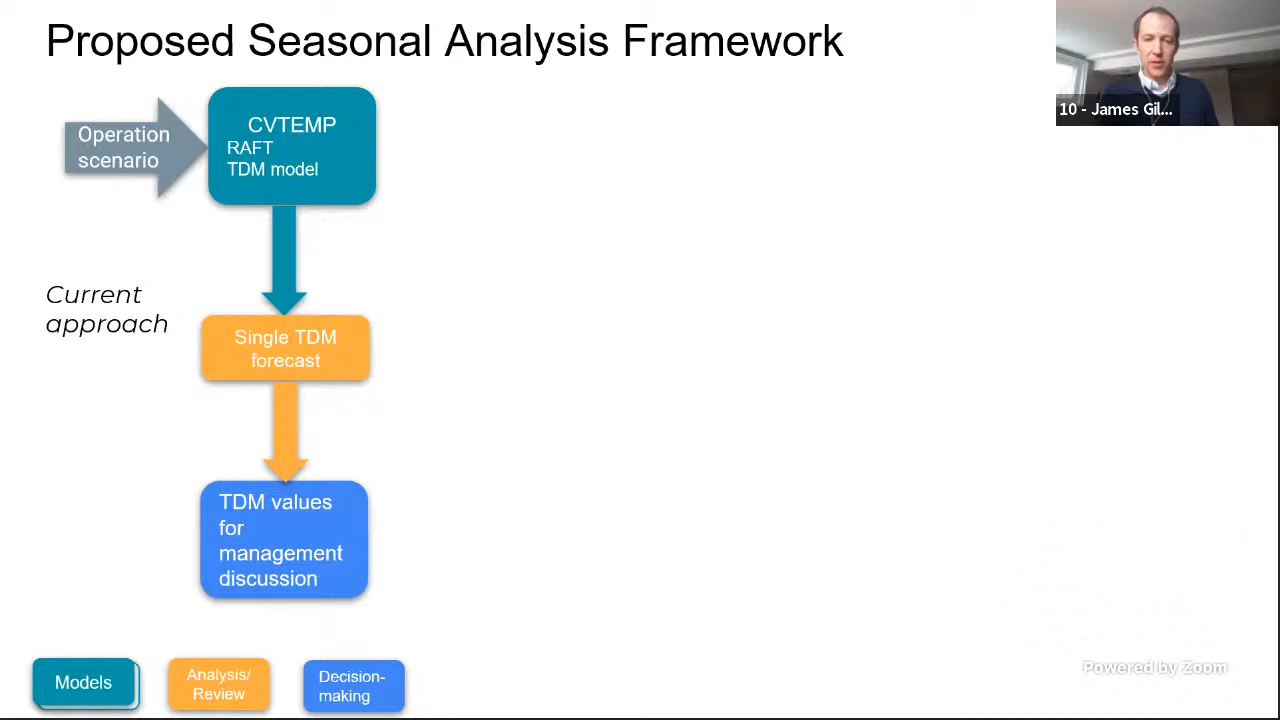 Proposed Seasonal Analysis Framework
10 - James Gil...
Operation
scenario
CVTEMP
RAFT
TDM model
Current
approach
Single TDM
forecast
TDM values
for
management
discussion
Models
Analysis/
Review
Decision-
making
Powered by Zoom